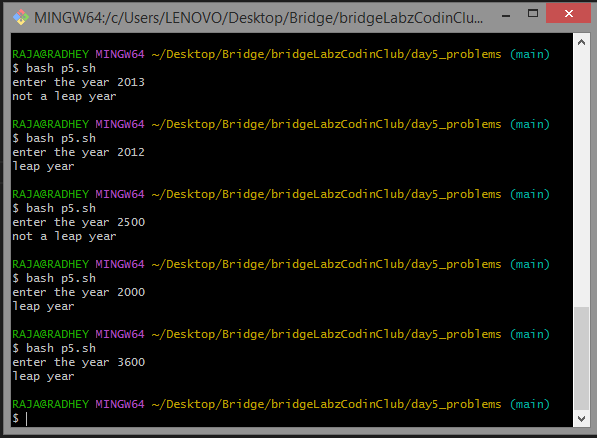 MINGW64:/c/Users/LENOVO/Desktop/Bridge/bridgeLabzCodinClu...
RAJA@RADHEY MINGW64 ~/Desktop/Bridge/bridgeLabzCodinClub/day5_problems (main)
$ bash p5.sh
enter the year 2013
not a leap year
RAJA@RADHEY MINGW64 ~/Desktop/Bridge/bridgeLabzCodinClub/day5_problems (main)
$ bash p5.sh
enter the year 2012
leap year
RAJA@RADHEY MINGW64 ~/Desktop/Bridge/bridgeLabzCodinClub/day5_problems (main)
$ bash p5.sh
enter the year 2500
not a leap year
RAJA@RADHEY MINGW64 ~/Desktop/Bridge/bridgeLabzCodinClub/day5_problems (main)
$ bash p5.sh
enter the year 2000
leap year
RAJA@RADHEY MINGW64 ~/Desktop/Bridge/bridgeLabzCodinClub/day5_problems (main)
$ bash p5.sh
enter the year 3600
leap year
RAJA@RADHEY MINGW64 ~/Desktop/Bridge/bridgeLabzCodinClub/day5_problems (main)
$